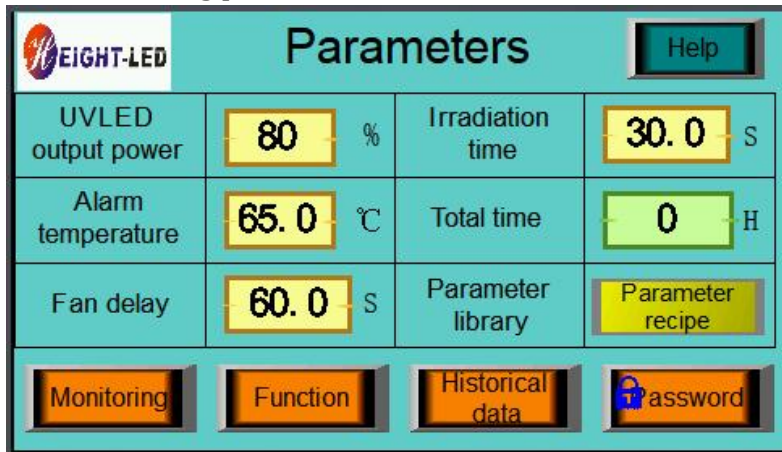 HEIGHT-LED
Parameters
Help
UVLED
output power
80 %
Irradiation
time
30.0 S
Alarm
temperature
65.0 ℃
Total time
0 H
Fan delay
60.0 S
Parameter
library
Parameter
recipe
Monitoring
Function
Historical
data
Password